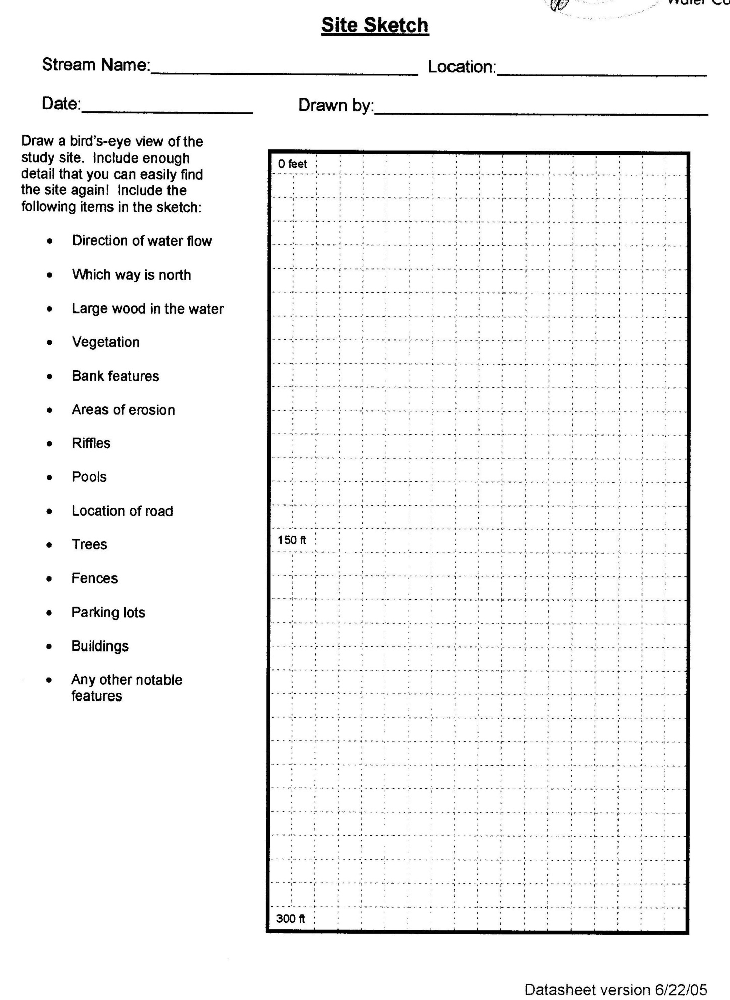 Site Sketch
Stream Name: Location:
Date: Drawn by:
Draw a bird's-eye view of the
study site. Include enough
detail that you can easily find
the site again! Include the
following items in the sketch:
• Direction of water flow
• Which way is north
• Large wood in the water
• Vegetation
• Bank features
• Areas of erosion
• Riffles
• Pools
• Location of road
• Trees
• Fences
• Parking lots
• Buildings
• Any other notable
features
0 feet
150 ft
300 ft
Datasheet version 6/22/05